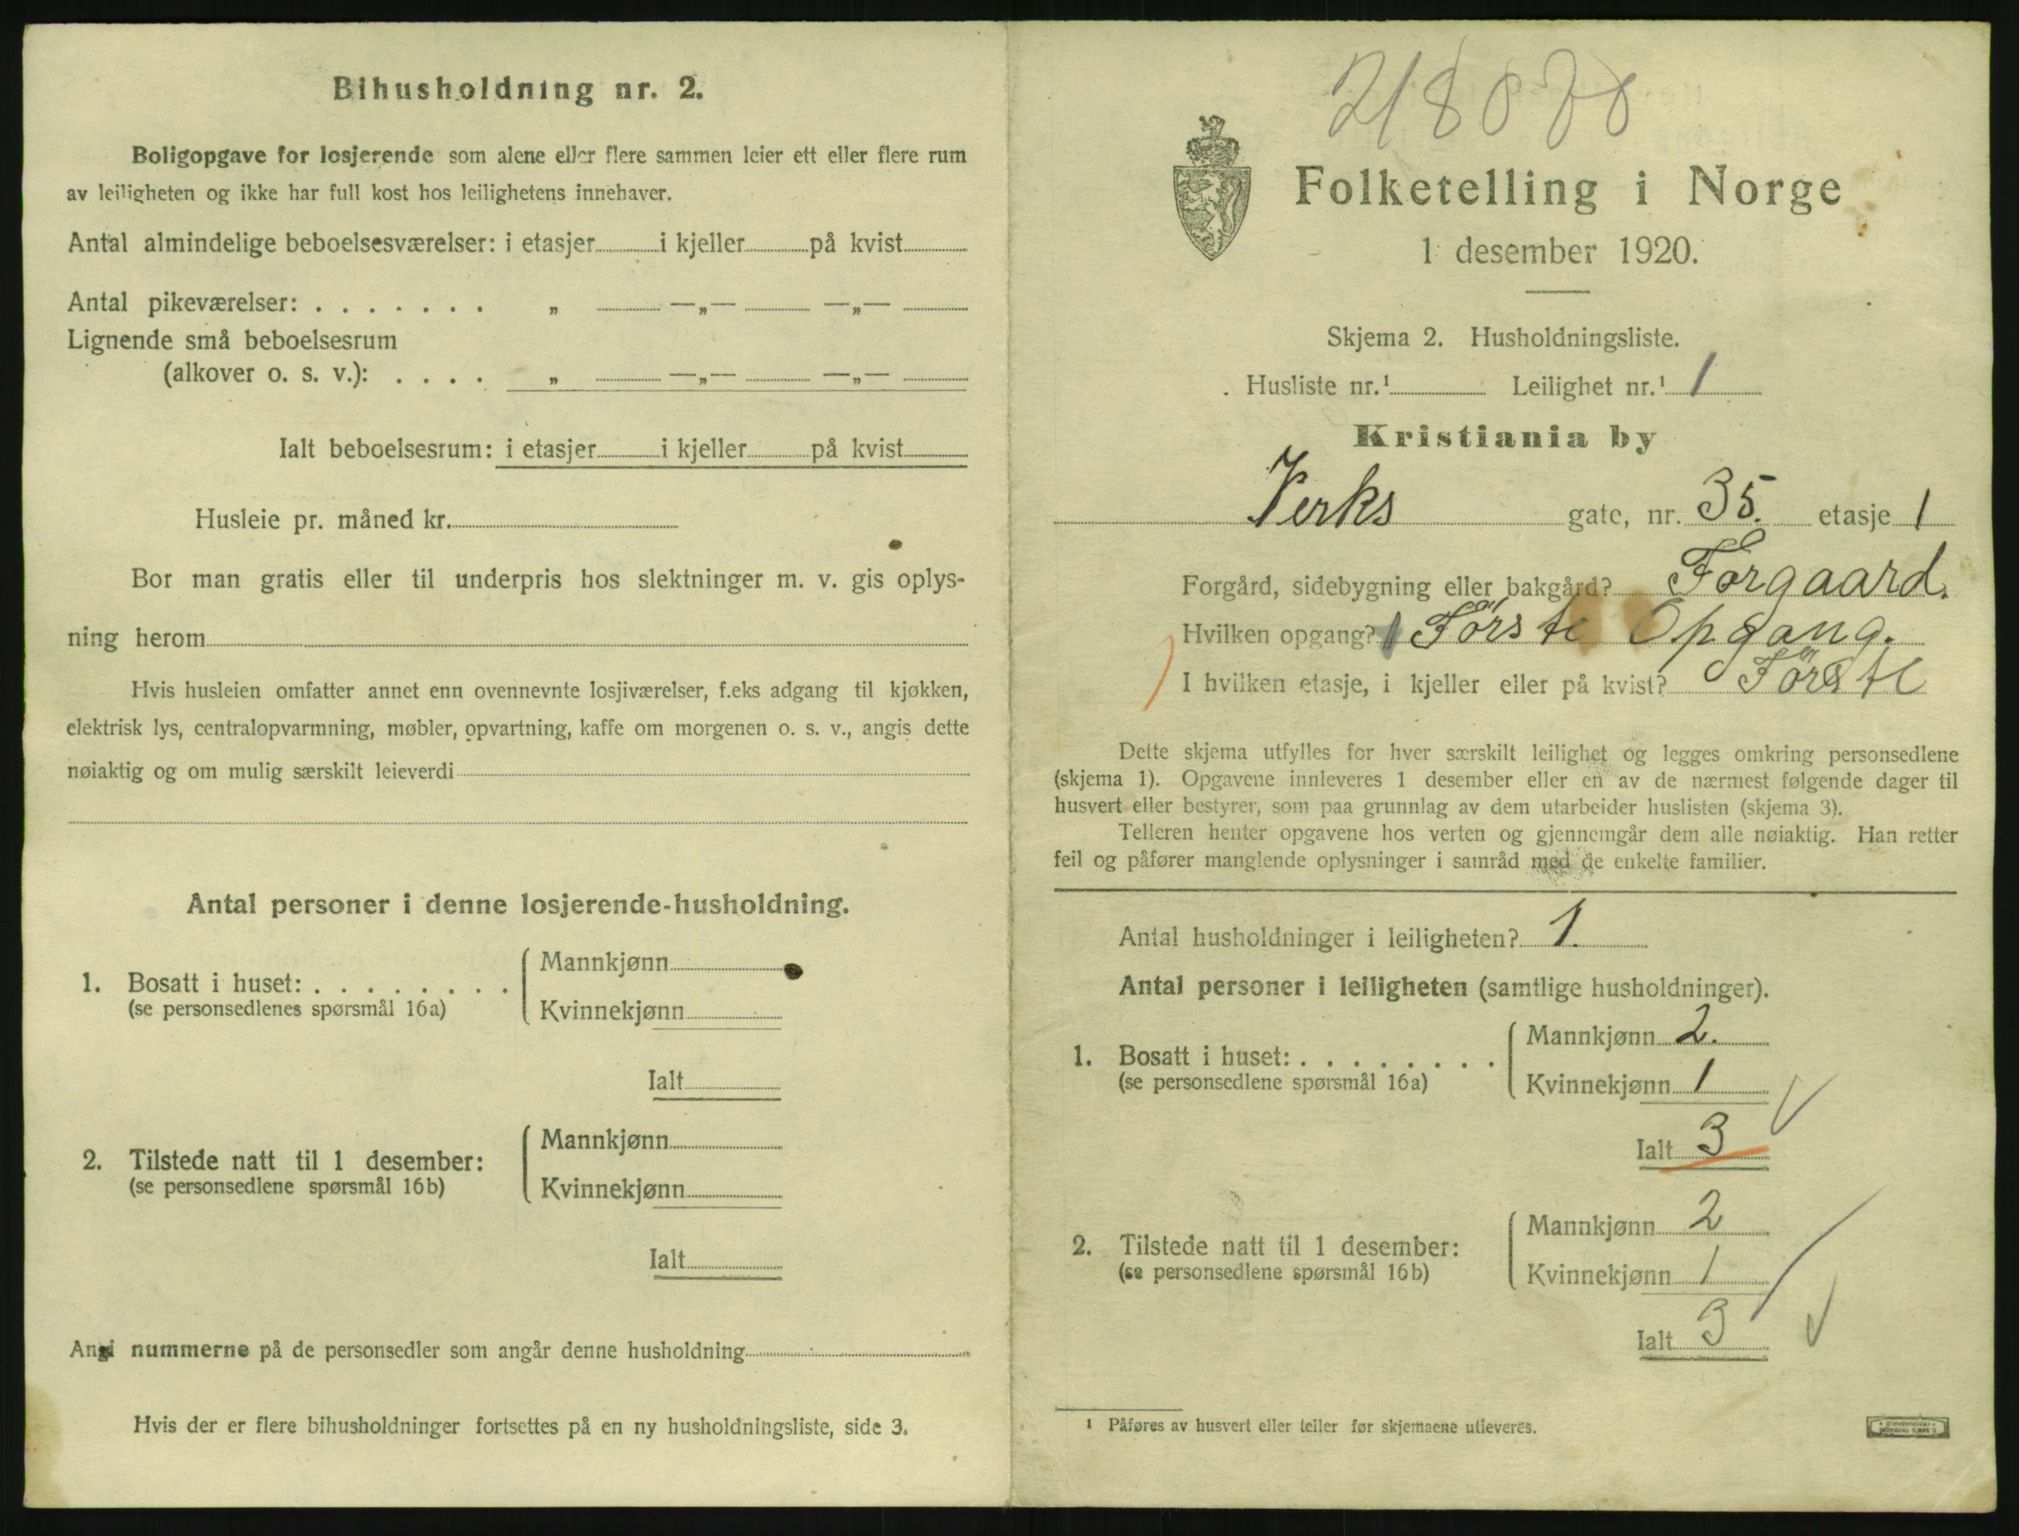 Bihusholdning nr. 2.
Boligopgave for losjerende som alene eller flere sammen leier ett eller flere rum
av leiligheten og ikke har full kost hos leilighetens innehaver.
Antal almindelige beboelsesværelser: i etasjer i kjeller på kvist
Antal pikeværelser: . . . . . . . „ —„— —„—
Lignende små beboelsesrum
(alkover o. s. v.): . . . . „ —„— —„—
Ialt beboelsesrum: i etasjer i kjeller på kvist
Husleie pr. måned kr.
Bor man gratis eller til underpris hos slektninger m. v. gis oplys-
ning herom
Hvis husleien omfatter annet enn ovennevnte losjiværelser, f.eks adgang til kjøkken,
elektrisk lys, centralopvarmning, møbler, opvartning, kaffe om morgenen o. s. v., angis dette
nøiaktig og om mulig særskilt leieverdi
Antal personer i denne losjerende-husholdning.
1. Bosatt i huset: . . . . . . . . Mannkjønn
(se personsedlenes spørsmål 16a) Kvinnekjønn
Ialt
2. Tilstede natt til 1 desember: Mannkjønn
(se personsedlene spørsmål 16b) Kvinnekjønn
Ialt
Angi nummerne på de personsedler som angår denne husholdning
Hvis der er flere bihusholdninger fortsettes på en ny husholdningsliste, side 3.
Folketelling i Norge
1 desember 1920.
Skjema 2. Husholdningsliste.
Husliste nr.¹ Leilighet nr.¹ 1
Kristiania by
Verks gate, nr. 35. etasje 1
Forgård, sidebygning eller bakgård? Forgaard.
Hvilken opgang? 1 Förste Opgang.
I hvilken etasje, i kjeller eller på kvist? Förste
Dette skjema utfylles for hver særskilt leilighet og legges omkring personsedlene
(skjema 1). Opgavene innleveres 1 desember eller en av de nærmest følgende dager til
husvert eller bestyrer, som paa grunnlag av dem utarbeider huslisten (skjema 3).
Telleren henter opgavene hos verten og gjennemgår dem alle nøiaktig. Han retter
feil og påfører manglende oplysninger i samråd med de enkelte familier.
Antal husholdninger i leiligheten? 1.
Antal personer i leiligheten (samtlige husholdninger).
1. Bosatt i huset: . . . . . . . . Mannkjønn 2.
(se personsedlene spørsmål 16a) Kvinnekjønn 1
Ialt 3
2. Tilstede natt til 1 desember: Mannkjønn 2
(se personsedlene spørsmål 16b) Kvinnekjønn 1
Ialt 3
¹ Påføres av husvert eller teller før skjemaene utleveres.